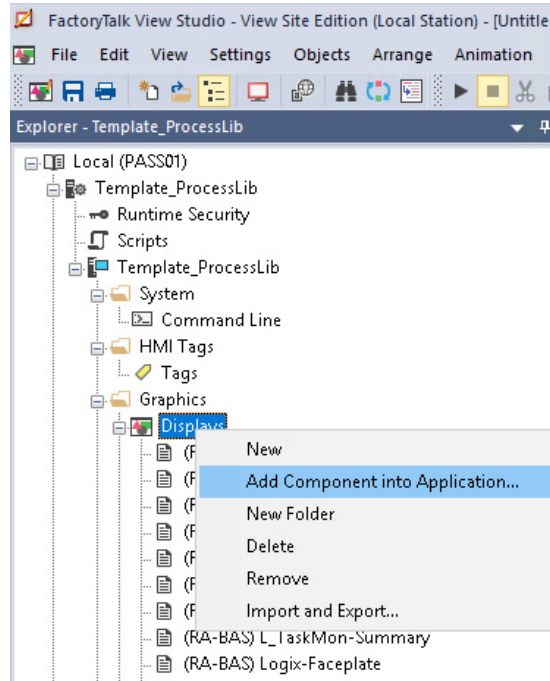 FactoryTalk View Studio - View Site Edition (Local Station) - [Untitle
File Edit View Settings Objects Arrange Animation
Explorer - Template_ProcessLib
Local (PASS01)
Template_ProcessLib
Runtime Security
Scripts
Template_ProcessLib
System
Command Line
HMI Tags
Tags
Graphics
Displays
New
Add Component into Application...
New Folder
Delete
Remove
Import and Export...
(RA-BAS) L_TaskMon-Summary
(RA-BAS) Logix-Faceplate